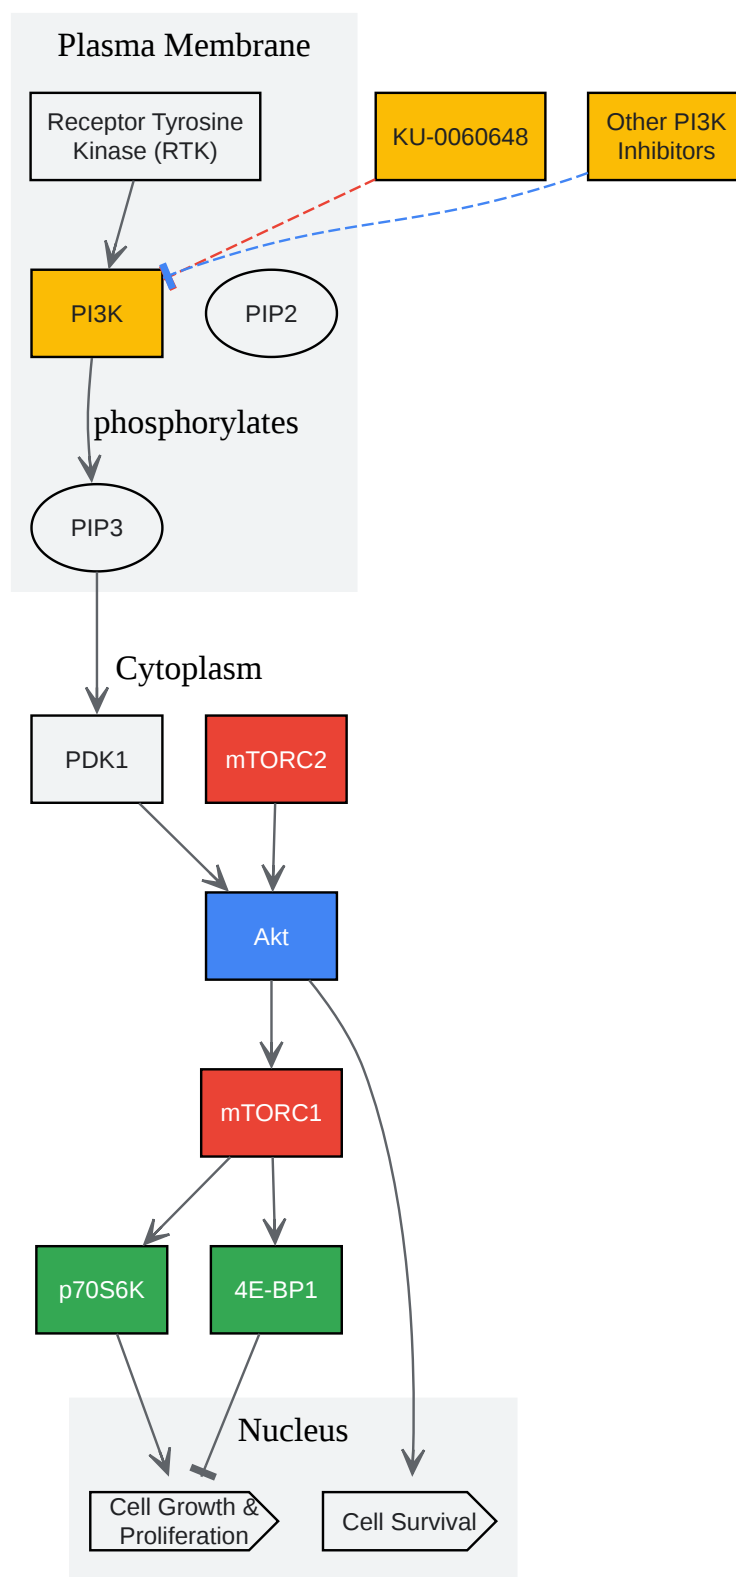 Plasma Membrane
Receptor Tyrosine
Kinase (RTK)
KU-0060648
Other PI3K
Inhibitors
PI3K
PIP2
phosphorylates
PIP3
Cytoplasm
PDK1
mTORC2
Akt
mTORC1
p70S6K
4E-BP1
Nucleus
Cell Growth &
Proliferation
Cell Survival